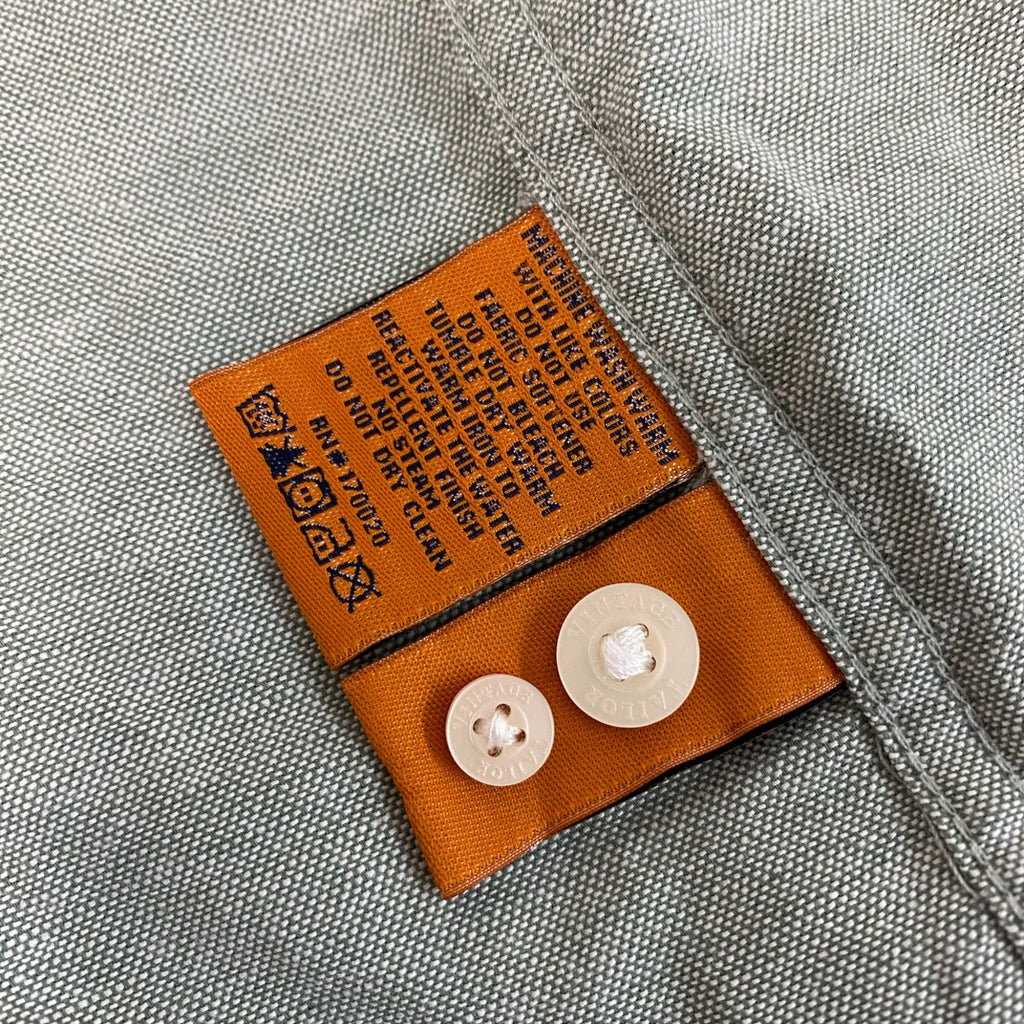 MACHINE WASH WARM
WITH LIKE COLORS
DO NOT USE
FABRIC SOFTENER
DO NOT BLEACH
TUMBLE DRY WARM
WARM IRON TO
REACTIVATE THE WATER
REPELLENT FINISH
NO STEAM
DO NOT DRY CLEAN
RN# 170020
VINTAGE
TAILOR
VINTAGE
TAILOR